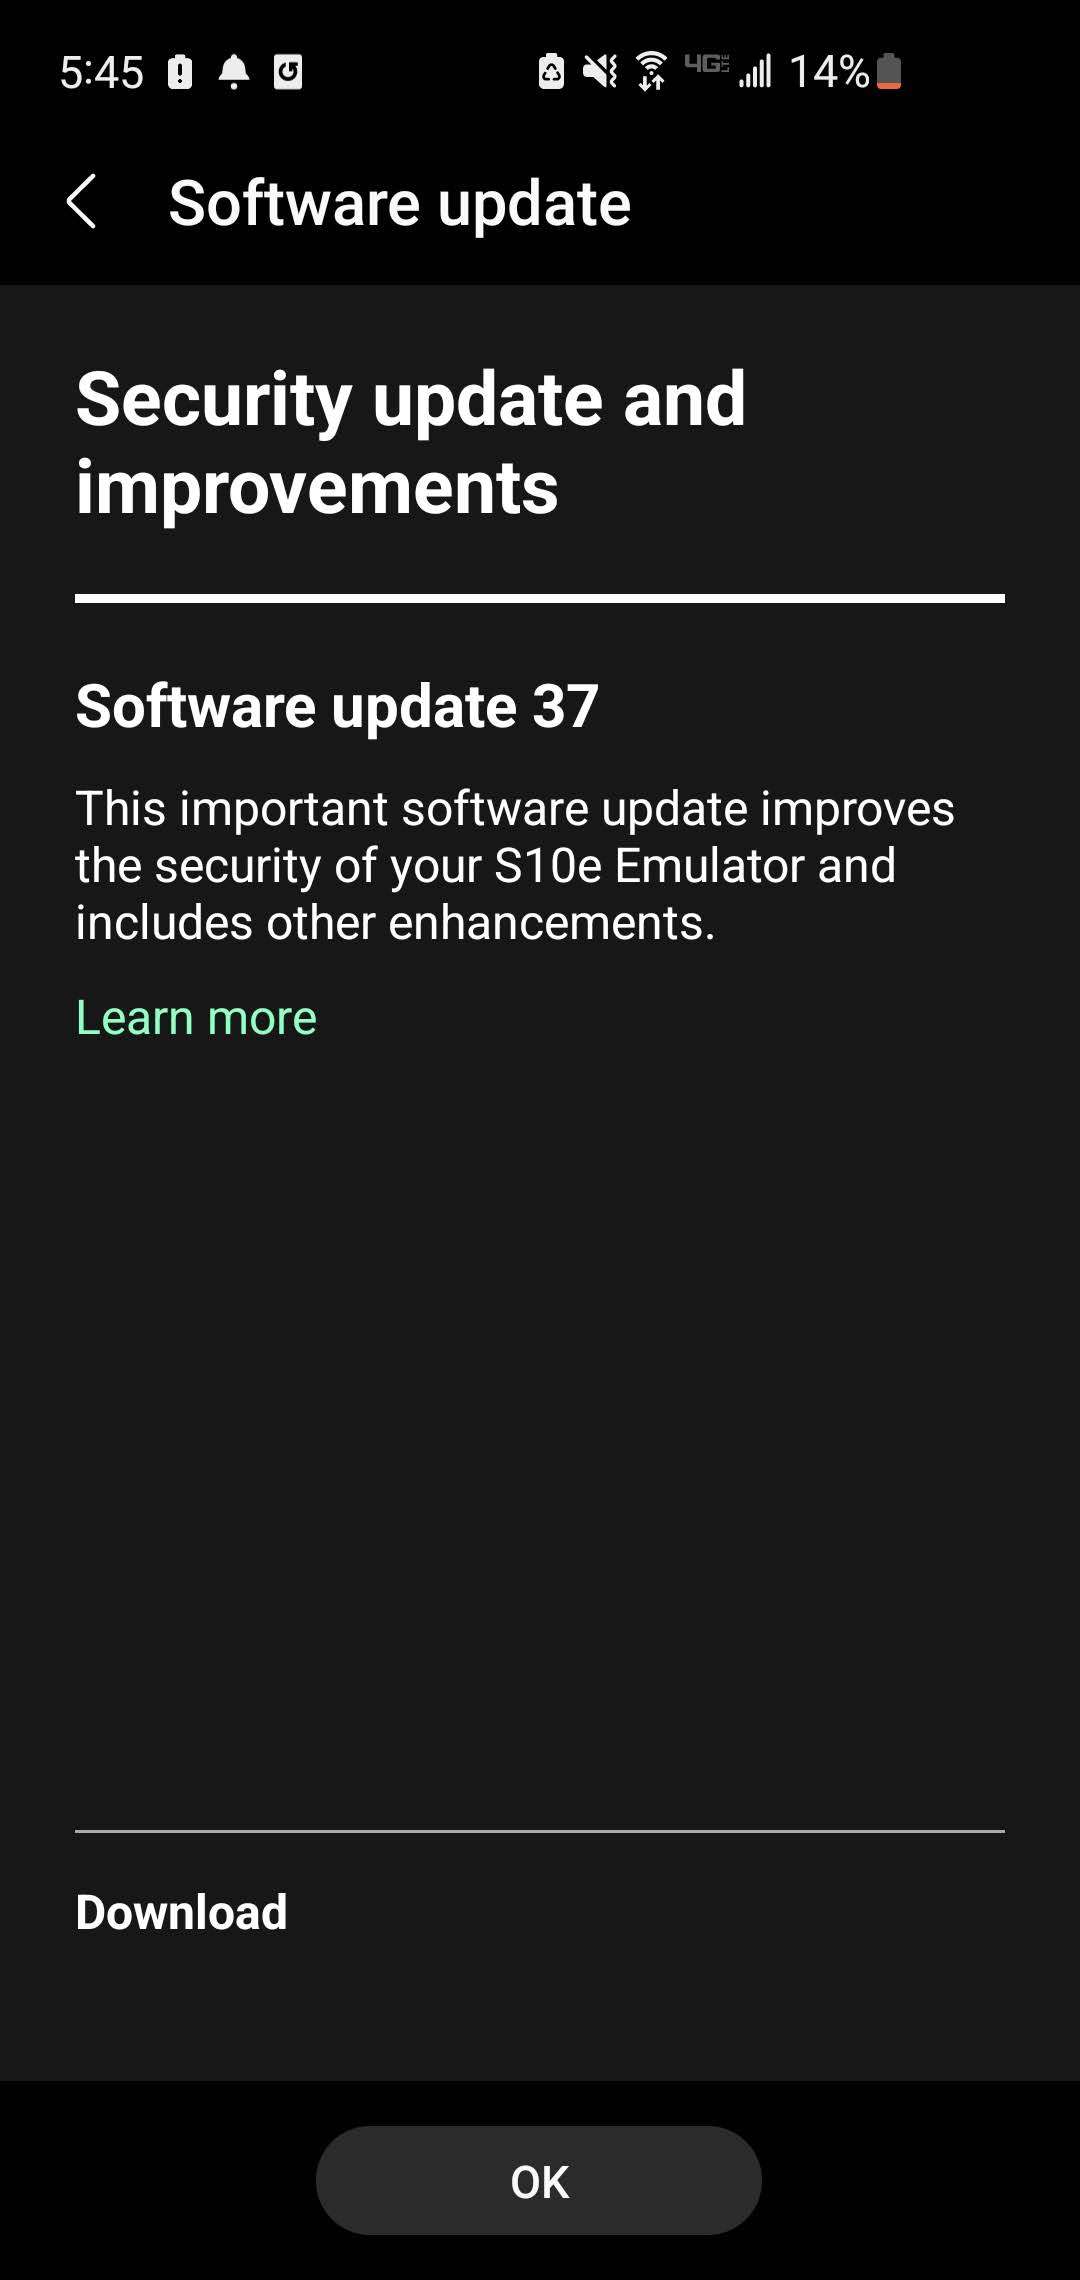 5:45 4G LTE 14%
Software update
Security update and
improvements
Software update 37
This important software update improves
the security of your S10e Emulator and
includes other enhancements.
Learn more
Download
OK